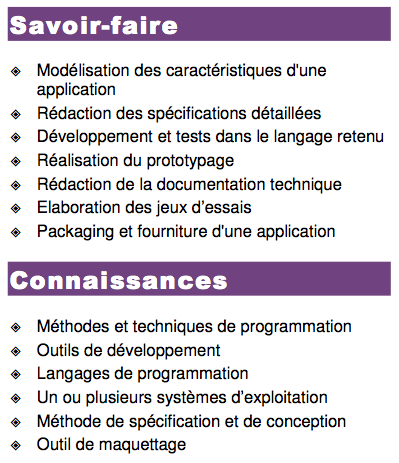 Savoir-faire
Modélisation des caractéristiques d'une
application
Rédaction des spécifications détaillées
Développement et tests dans le langage retenu
Réalisation du prototypage
Rédaction de la documentation technique
Elaboration des jeux d’essais
Packaging et fourniture d'une application
Connaissances
Méthodes et techniques de programmation
Outils de développement
Langages de programmation
Un ou plusieurs systèmes d’exploitation
Méthode de spécification et de conception
Outil de maquettage